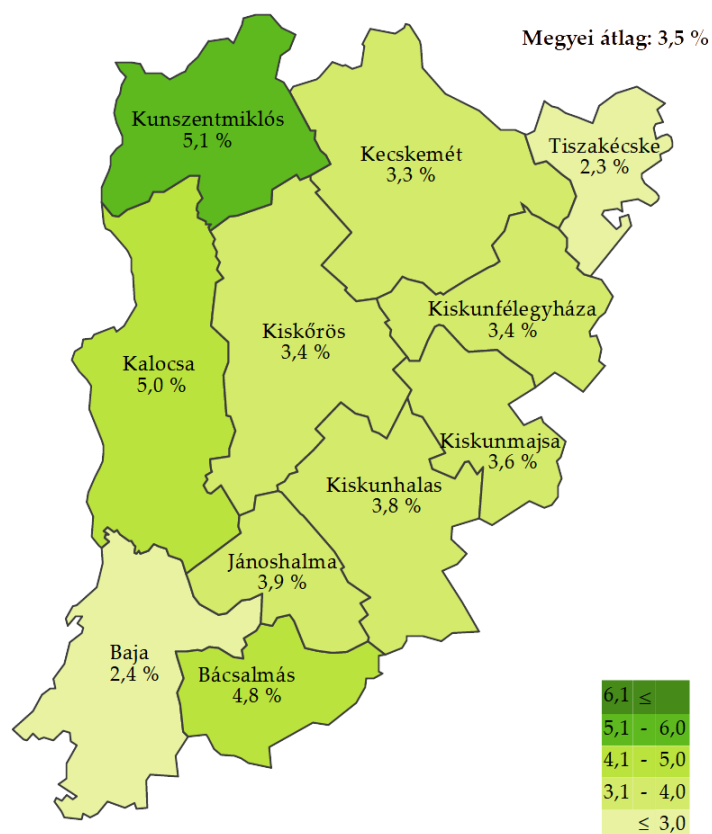 Megyei átlag: 3,5 %
Kunszentmiklós
5,1 %
Kecskemét
3,3 %
Tiszakécske
2,3 %
Kiskunfélegyháza
3,4 %
Kiskőrös
3,4 %
Kalocsa
5,0 %
Kiskunmajsa
3,6 %
Kiskunhalas
3,8 %
Jánoshalma
3,9 %
Baja
2,4 %
Bácsalmás
4,8 %
6,1 ≤
5,1 - 6,0
4,1 - 5,0
3,1 - 4,0
≤ 3,0